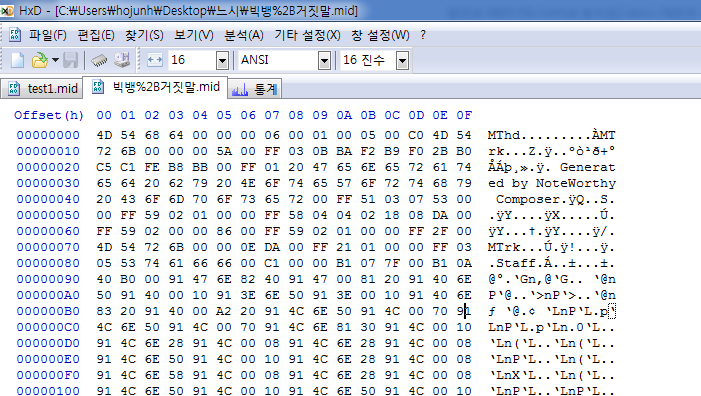 HxD - [C:\Users\hojunh\Desktop\느시\빅뱅%2B거짓말.mid]
파일(F) 편집(E) 찾기(S) 보기(V) 분석(A) 기타 설정(X) 창 설정(W) ?
16 ANSI 16 진수
test1.mid 빅뱅%2B거짓말.mid 통계
Offset(h) 00 01 02 03 04 05 06 07 08 09 0A 0B 0C 0D 0E 0F
00000000 4D 54 68 64 00 00 00 06 00 01 00 05 00 C0 4D 54 MThd.........ÀMT
00000010 72 6B 00 00 00 5A 00 FF 03 0B BA F2 B9 F0 2B B0 rk...Z.ÿ..ºò¹ð+°
00000020 C5 C1 FE B8 BB 00 FF 01 20 47 65 6E 65 72 61 74 ÅÁþ¸».ÿ. Generat
00000030 65 64 20 62 79 20 4E 6F 74 65 57 6F 72 74 68 79 ed by NoteWorthy
00000040 20 43 6F 6D 70 6F 73 65 72 00 FF 51 03 07 53 00 Composer.ÿQ..S.
00000050 00 FF 59 02 01 00 00 FF 58 04 04 02 18 08 DA 00 .ÿY....ÿX.....Ú.
00000060 FF 59 02 00 00 86 00 FF 59 02 01 00 00 FF 2F 00 ÿY...†.ÿY....ÿ/.
00000070 4D 54 72 6B 00 00 0E DA 00 FF 21 01 00 00 FF 03 MTrk...Ú.ÿ!...ÿ.
00000080 05 53 74 61 66 66 00 C1 00 00 B1 07 7F 00 B1 0A .Staff.Á..±...±.
00000090 40 B0 00 91 47 6E 82 40 91 47 00 81 20 91 40 6E @°.‘Gn‚@‘G.. ‘@n
000000A0 50 91 40 00 10 91 3E 6E 50 91 3E 00 10 91 40 6E P‘@..‘>nP‘>..‘@n
000000B0 83 20 91 40 00 A2 20 91 4C 6E 50 91 4C 00 70 91 ƒ ‘@.¢ ‘LnP‘L.p‘
000000C0 4C 6E 50 91 4C 00 70 91 4C 6E 81 30 91 4C 00 10 LnP‘L.p‘Ln.0‘L..
000000D0 91 4C 6E 28 91 4C 00 08 91 4C 6E 28 91 4C 00 08 ‘Ln(‘L..‘Ln(‘L..
000000E0 91 4C 6E 50 91 4C 00 10 91 4C 6E 28 91 4C 00 08 ‘LnP‘L..‘Ln(‘L..
000000F0 91 4C 6E 58 91 4C 00 08 91 4C 6E 28 91 4C 00 08 ‘LnX‘L..‘Ln(‘L..
00000100 91 4C 6E 50 91 4C 00 10 91 4C 6E 50 91 4C 00 10 ‘LnP‘L..‘LnP‘L..